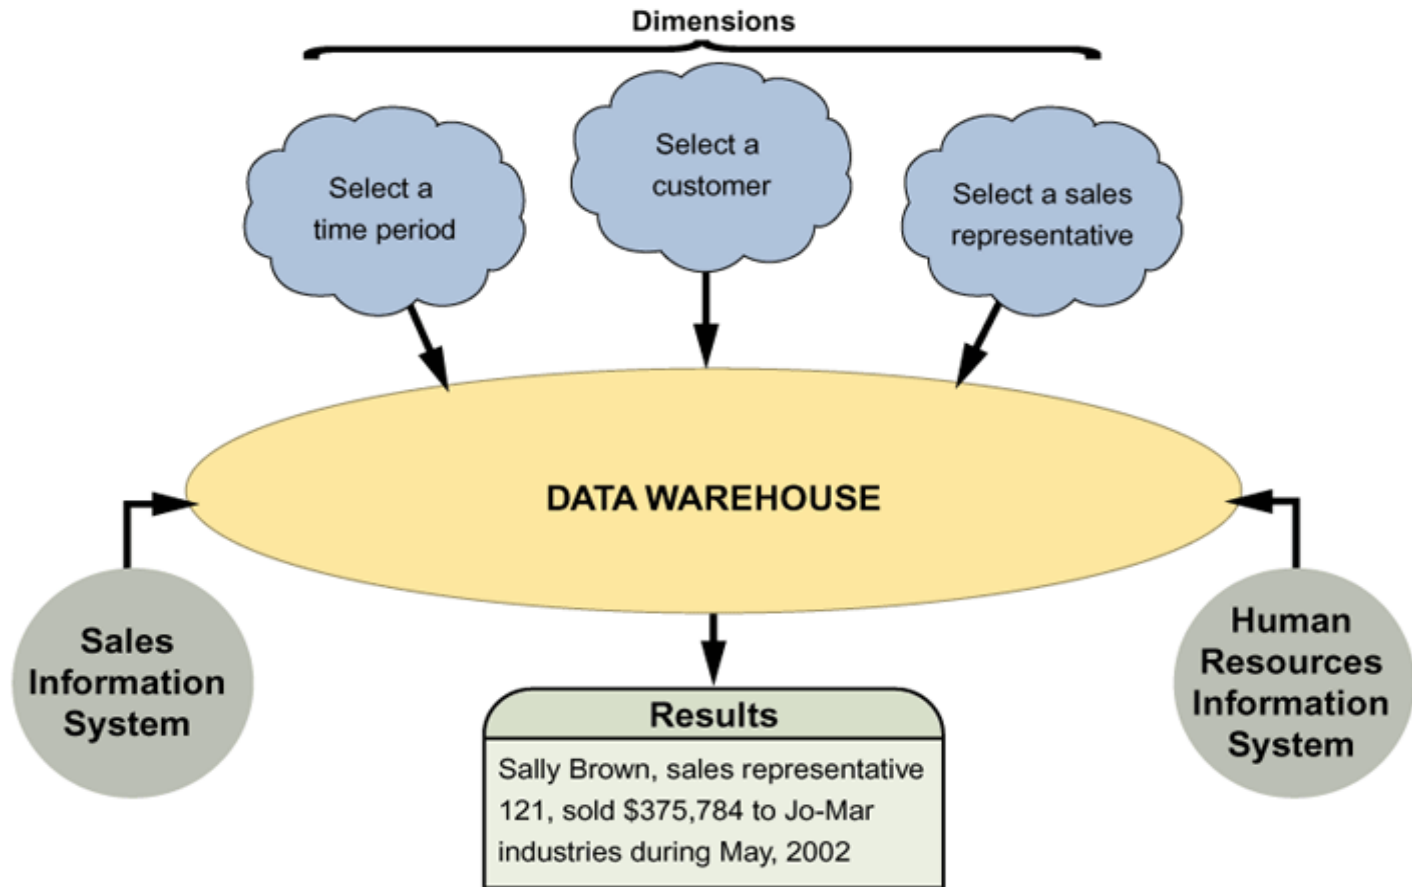 Dimensions
Select a
time period
Select a
customer
Select a sales
representative
DATA WAREHOUSE
Sales
Information
System
Human
Resources
Information
System
Results
Sally Brown, sales representative
121, sold $375,784 to Jo-Mar
industries during May, 2002